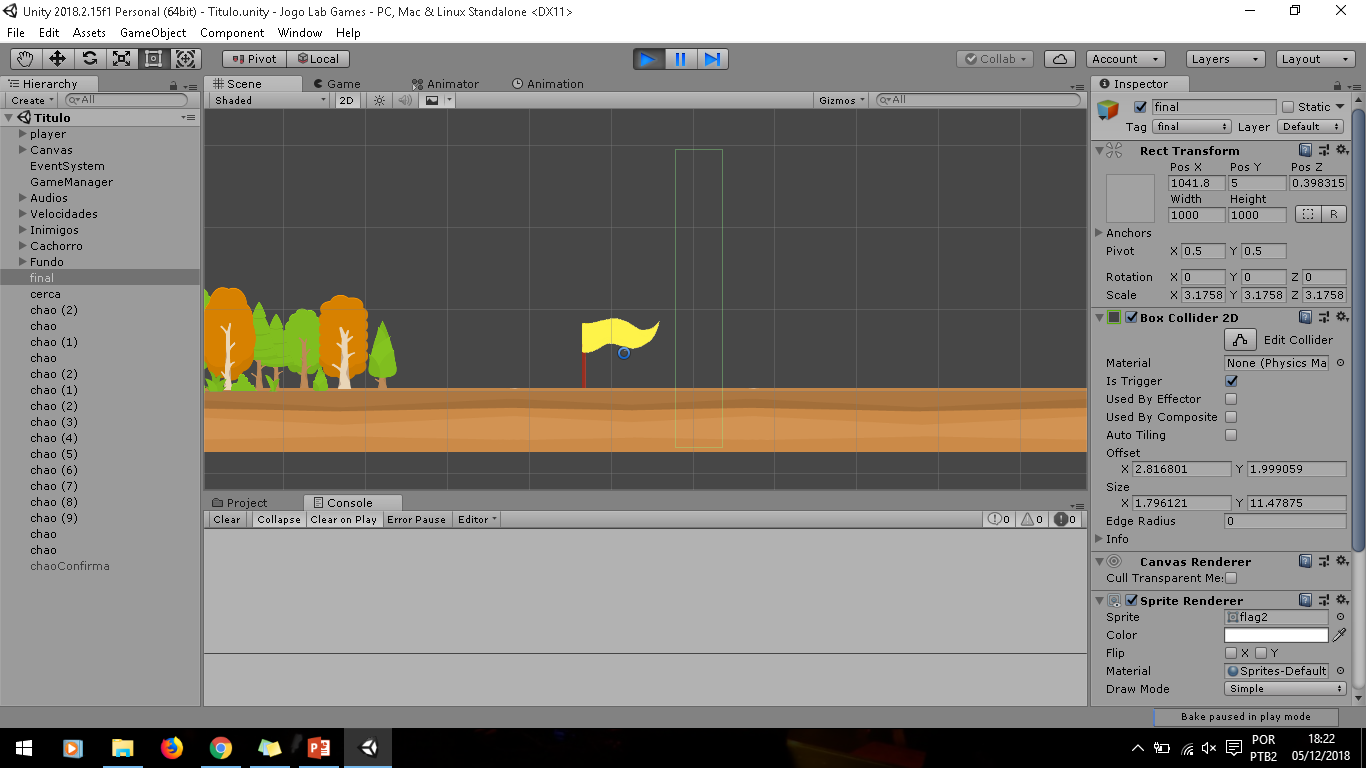 Unity 2018.2.15f1 Personal (64bit) - Titulo.unity - Jogo Lab Games - PC, Mac & Linux Standalone <DX11>
File Edit Assets GameObject Component Window Help
Pivot Local Collab Account Layers Layout
Hierarchy
Create All
Titulo
player
Canvas
EventSystem
GameManager
Audios
Velocidades
Inimigos
Cachorro
Fundo
final
cerca
chao (2)
chao
chao (1)
chao
chao (2)
chao (1)
chao (2)
chao (3)
chao (4)
chao (5)
chao (6)
chao (7)
chao (8)
chao (9)
chao
chao
chaoConfirma
Scene Game Animator Animation
Shaded 2D Gizmos All
Project Console
Clear Collapse Clear on Play Error Pause Editor 0 0 0
Inspector
final Static
Tag final Layer Default
Rect Transform
Pos X Pos Y Pos Z
1041.8 5 0.398315
Width Height
1000 1000 R
Anchors
Pivot X 0.5 Y 0.5
Rotation X 0 Y 0 Z 0
Scale X 3.1758 Y 3.1758 Z 3.1758
Box Collider 2D
Edit Collider
Material None (Physics Ma
Is Trigger
Used By Effector
Used By Composite
Auto Tiling
Offset
X 2.816801 Y 1.999059
Size
X 1.796121 Y 11.47875
Edge Radius 0
Info
Canvas Renderer
Cull Transparent Me:
Sprite Renderer
Sprite flag2
Color
Flip X Y
Material Sprites-Default
Draw Mode Simple
Bake paused in play mode
POR
PTB2
18:22
05/12/2018